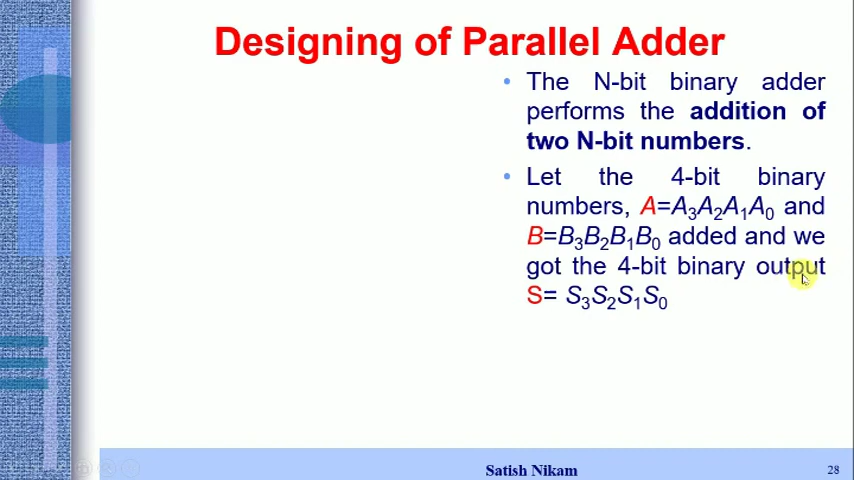 Designing of Parallel Adder
• The N-bit binary adder
performs the addition of
two N-bit numbers.
• Let the 4-bit binary
numbers, A=A₃A₂A₁A₀ and
B=B₃B₂B₁B₀ added and we
got the 4-bit binary output
S= S₃S₂S₁S₀
Satish Nikam
28